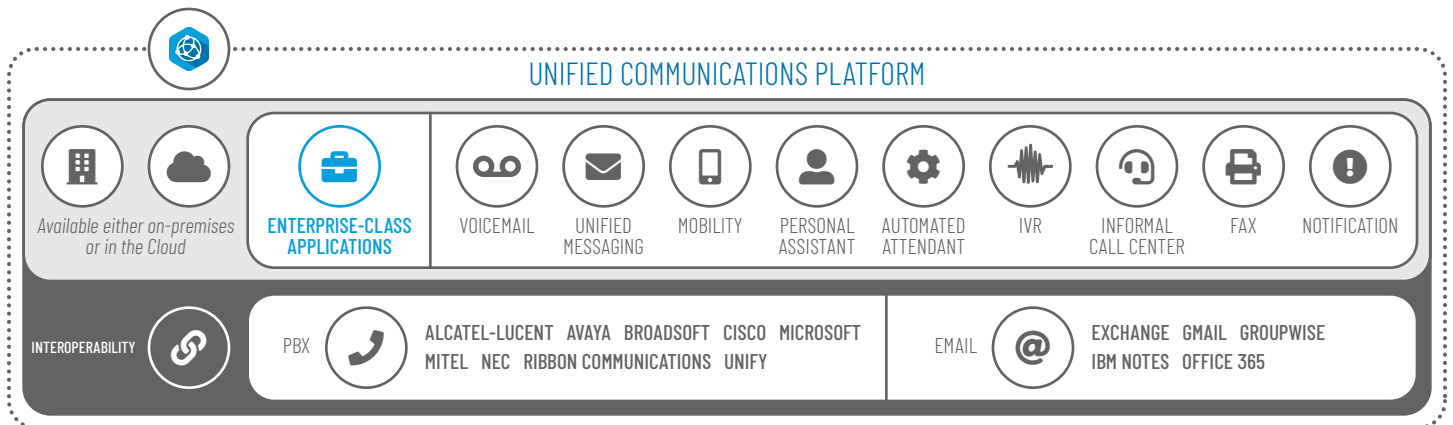 UNIFIED COMMUNICATIONS PLATFORM
Available either on-premises
or in the Cloud
ENTERPRISE-CLASS
APPLICATIONS
VOICEMAIL
UNIFIED
MESSAGING
MOBILITY
PERSONAL
ASSISTANT
AUTOMATED
ATTENDANT
IVR
INFORMAL
CALL CENTER
FAX
NOTIFICATION
INTEROPERABILITY
PBX
ALCATEL-LUCENT AVAYA BROADSOFT CISCO MICROSOFT
MITEL NEC RIBBON COMMUNICATIONS UNIFY
EMAIL
@
EXCHANGE GMAIL GROUPWISE
IBM NOTES OFFICE 365